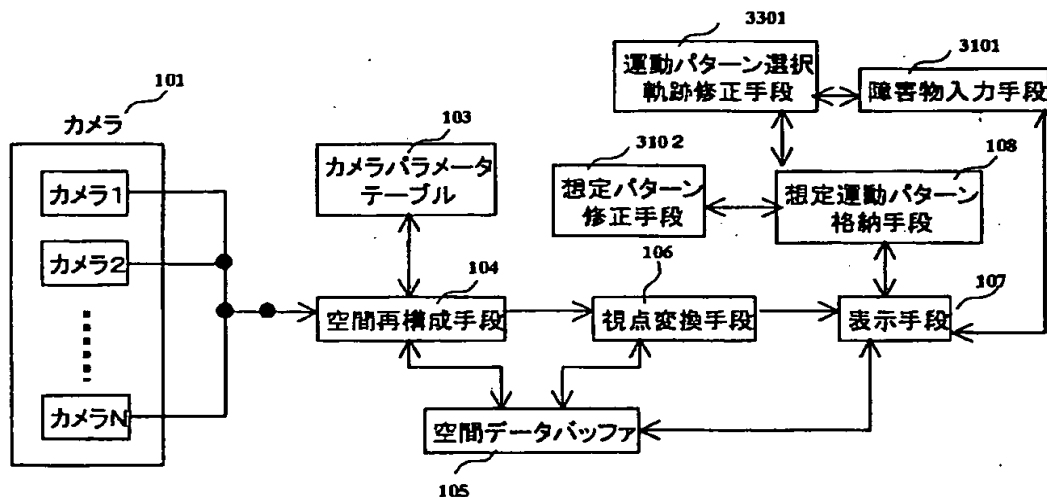 3301
運動パターン選択
軌跡修正手段
3101
障害物入力手段
101
カメラ
カメラ1
カメラ2
カメラN
103
カメラパラメータ
テーブル
3102
想定パターン
修正手段
108
想定運動パターン
格納手段
104
空間再構成手段
106
視点変換手段
107
表示手段
空間データバッファ
105